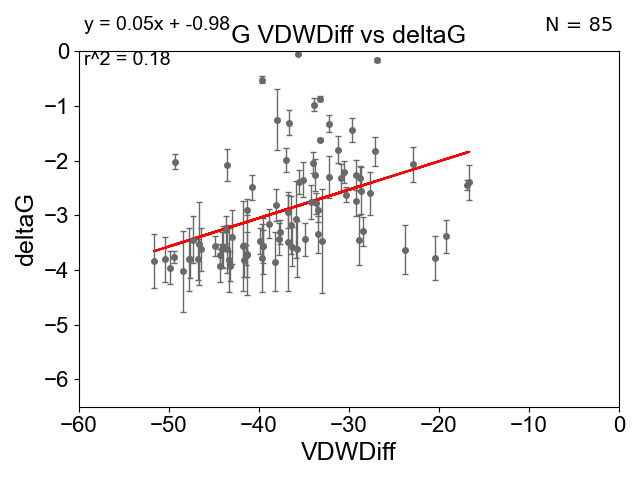 y = 0.05x + -0.98
N = 85
G VDWDiff vs deltaG
r^2 = 0.18
0
−1
−2
−3
−4
−5
−6
deltaG
−60
−50
−40
−30
−20
−10
0
VDWDiff